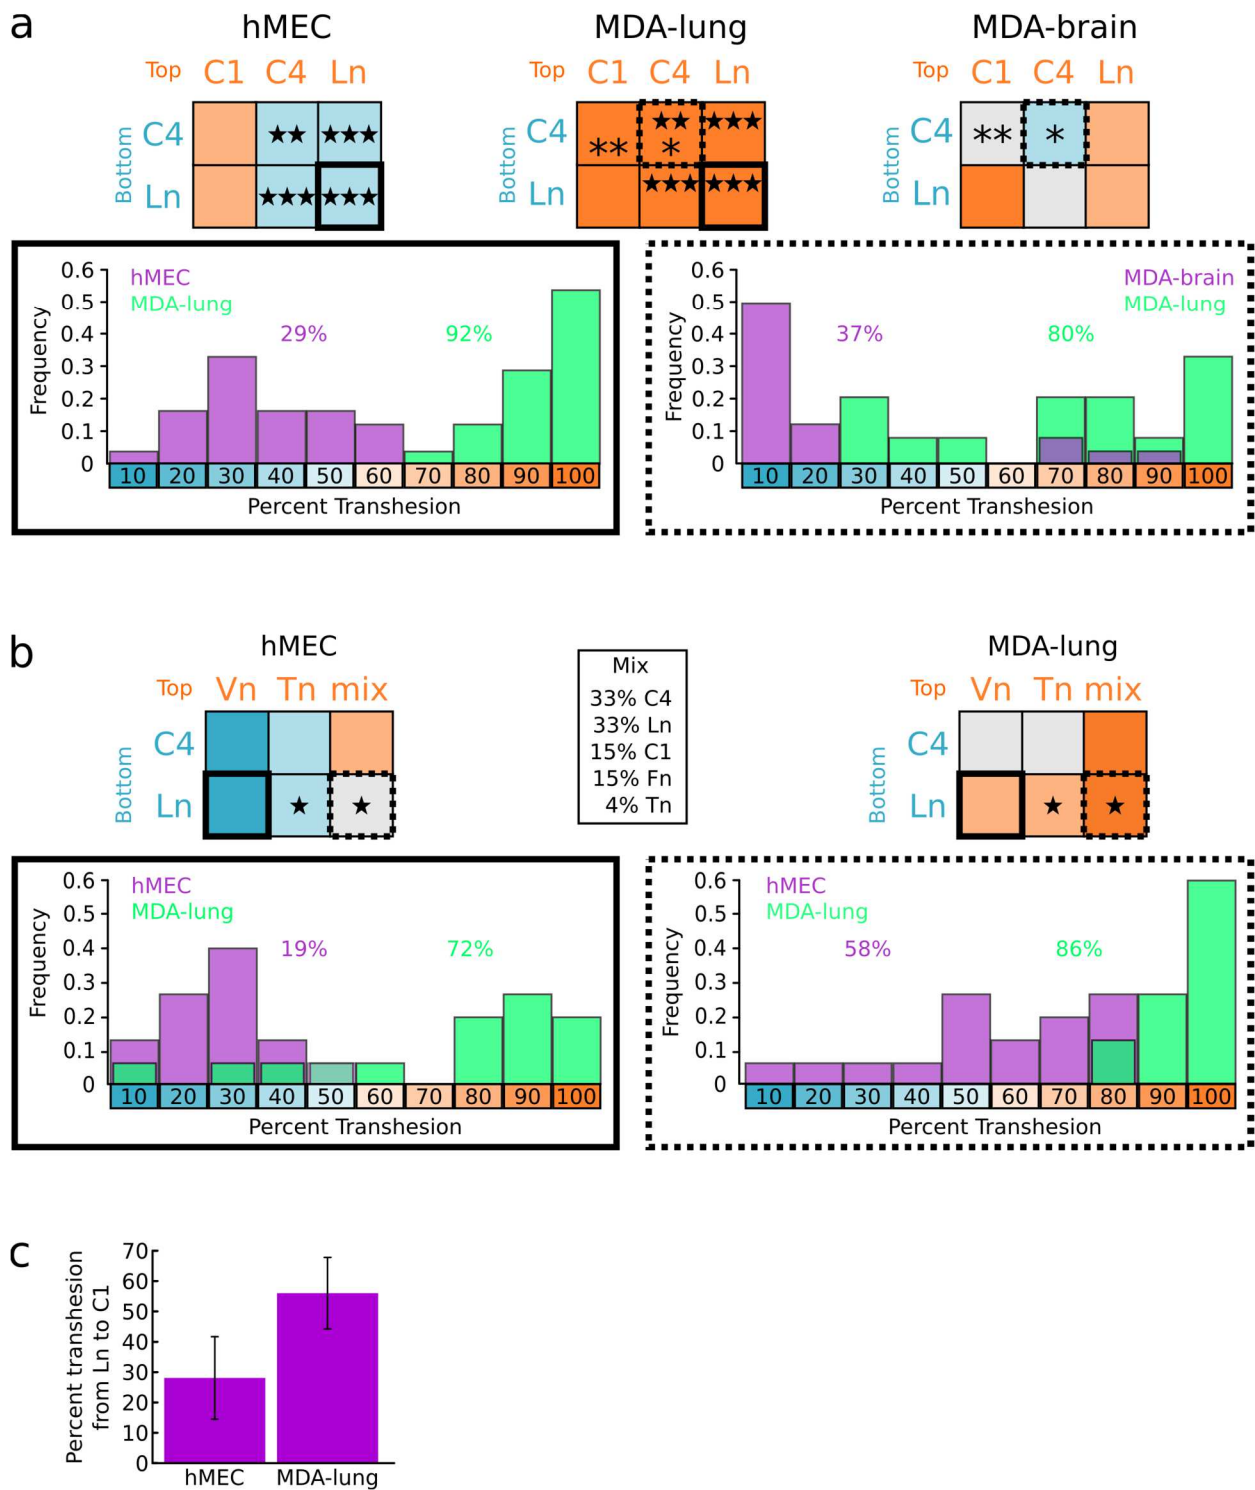 a
hMEC
MDA-lung
MDA-brain
Top C1 C4 Ln
Top C1 C4 Ln
Top C1 C4 Ln
Bottom
C4 ★★ ★★★
Ln ★★★ ★★★
Bottom
C4 ** ★★ * ★★★
Ln ★★★ ★★★
Bottom
C4 ** *
Ln
hMEC
MDA-lung
29%
92%
Frequency
0.6
0.5
0.4
0.3
0.2
0.1
0
10 20 30 40 50 60 70 80 90 100
Percent Transhesion
MDA-brain
MDA-lung
37%
80%
Frequency
0.6
0.5
0.4
0.3
0.2
0.1
0
10 20 30 40 50 60 70 80 90 100
Percent Transhesion
b
hMEC
Top Vn Tn mix
Bottom
C4
Ln ★ ★
Mix
33% C4
33% Ln
15% C1
15% Fn
4% Tn
MDA-lung
Top Vn Tn mix
Bottom
C4
Ln ★ ★
hMEC
MDA-lung
19%
72%
Frequency
0.6
0.5
0.4
0.3
0.2
0.1
0
10 20 30 40 50 60 70 80 90 100
Percent Transhesion
hMEC
MDA-lung
58%
86%
Frequency
0.6
0.5
0.4
0.3
0.2
0.1
0
10 20 30 40 50 60 70 80 90 100
Percent Transhesion
c
Percent transhesion
from Ln to C1
70
60
50
40
30
20
10
0
hMEC MDA-lung